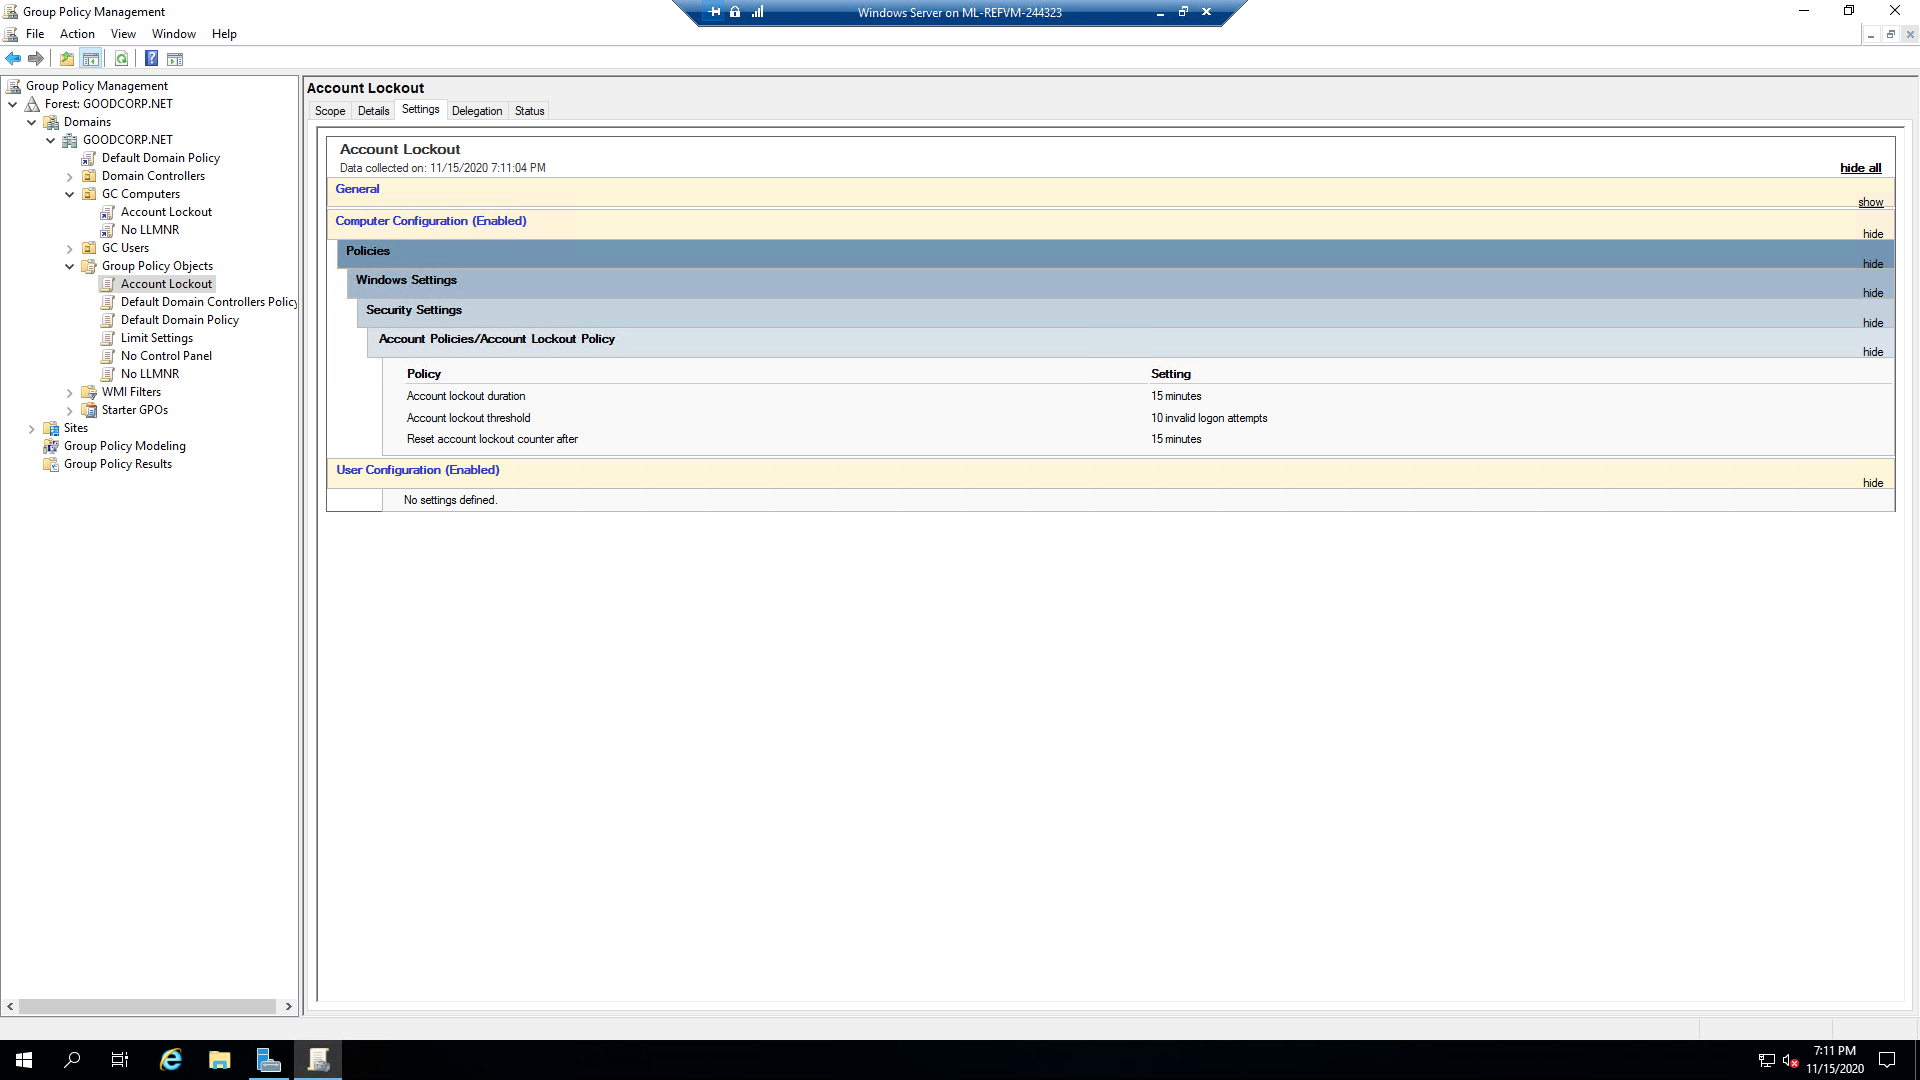 Group Policy Management
Windows Server on ML-REFVM-244323
File Action View Window Help
Group Policy Management
Forest: GOODCORP.NET
Domains
GOODCORP.NET
Default Domain Policy
Domain Controllers
GC Computers
Account Lockout
No LLMNR
GC Users
Group Policy Objects
Account Lockout
Default Domain Controllers Policy
Default Domain Policy
Limit Settings
No Control Panel
No LLMNR
WMI Filters
Starter GPOs
Sites
Group Policy Modeling
Group Policy Results
Account Lockout
Scope Details Settings Delegation Status
Account Lockout
Data collected on: 11/15/2020 7:11:04 PM
hide all
General
show
Computer Configuration (Enabled)
hide
Policies
hide
Windows Settings
hide
Security Settings
hide
Account Policies/Account Lockout Policy
hide
Policy Setting
Account lockout duration 15 minutes
Account lockout threshold 10 invalid logon attempts
Reset account lockout counter after 15 minutes
User Configuration (Enabled)
hide
No settings defined.
7:11 PM
11/15/2020